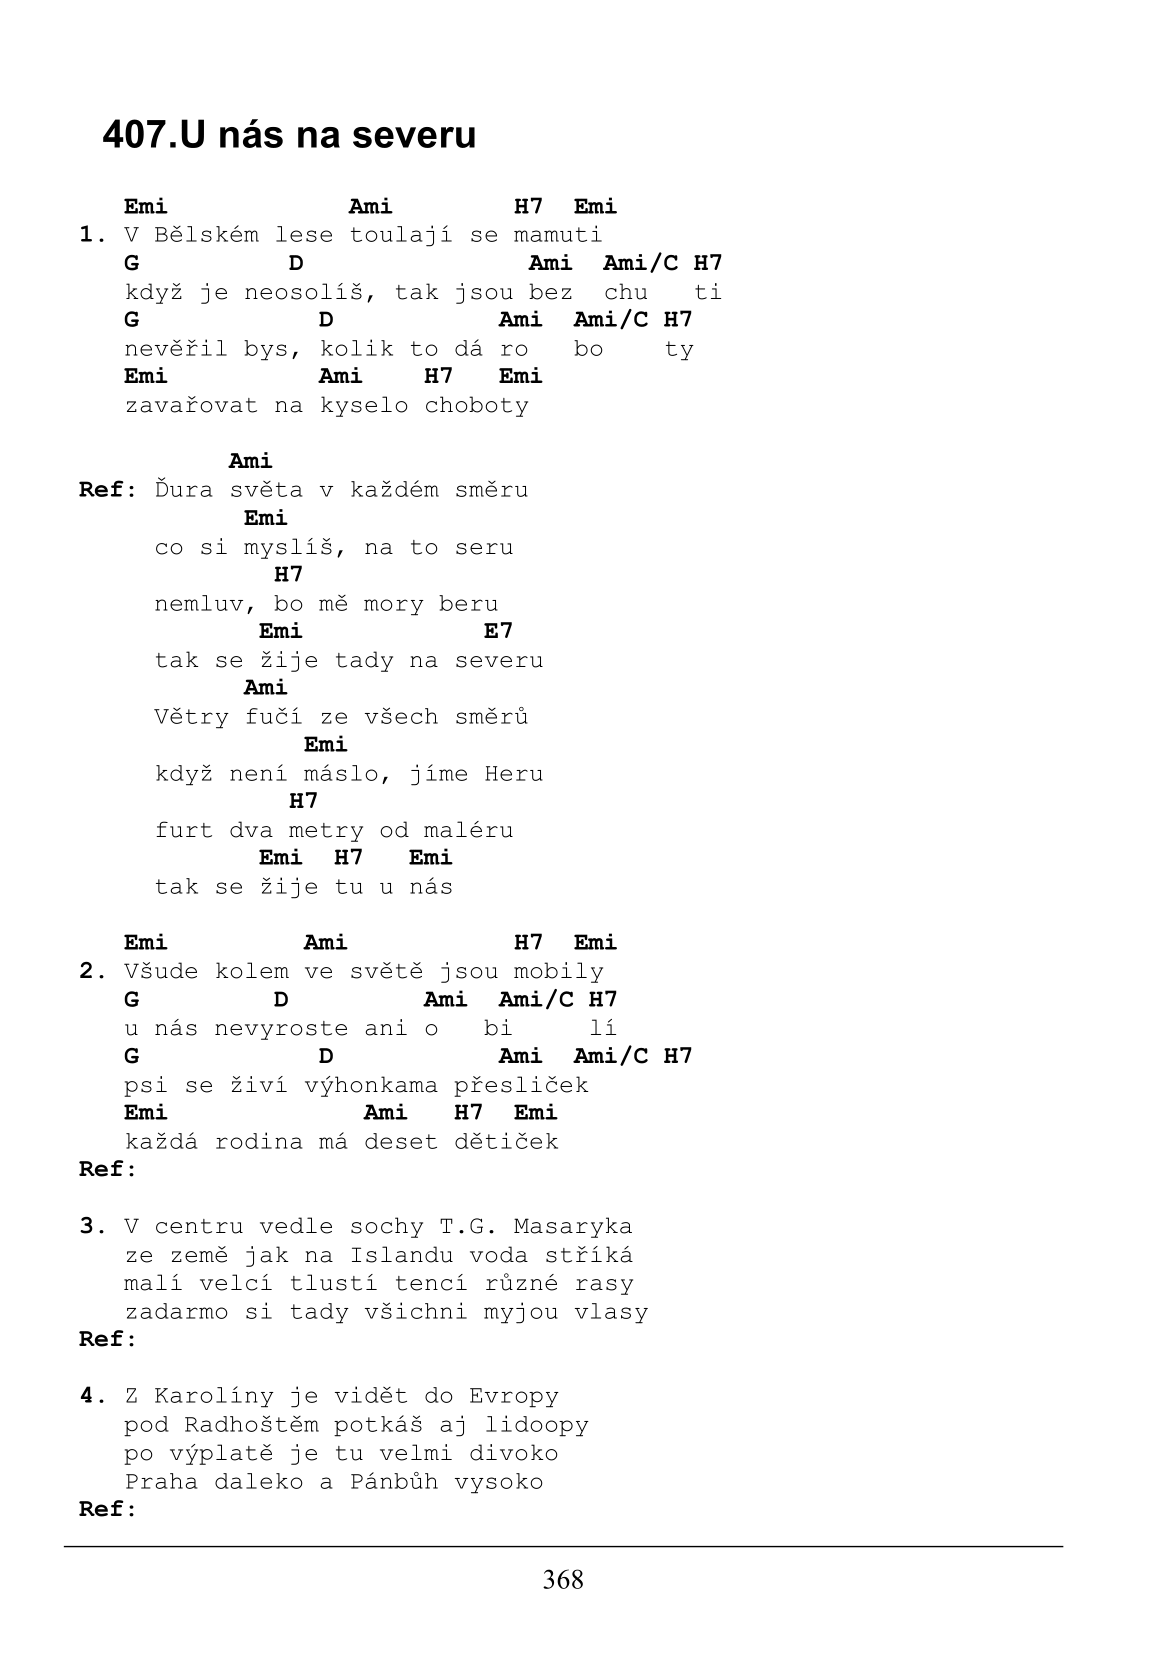 407.U nás na severu
Emi Ami H7 Emi
1. V Bělském lese toulají se mamuti
G D Ami Ami/C H7
když je neosolíš, tak jsou bez chu ti
G D Ami Ami/C H7
nevěřil bys, kolik to dá ro bo ty
Emi Ami H7 Emi
zavařovat na kyselo choboty
Ami
Ref: Ďura světa v každém směru
Emi
co si myslíš, na to seru
H7
nemluv, bo mě mory beru
Emi E7
tak se žije tady na severu
Ami
Větry fučí ze všech směrů
Emi
když není máslo, jíme Heru
H7
furt dva metry od maléru
Emi H7 Emi
tak se žije tu u nás
Emi Ami H7 Emi
2. Všude kolem ve světě jsou mobily
G D Ami Ami/C H7
u nás nevyroste ani o bi lí
G D Ami Ami/C H7
psi se živí výhonkama přesliček
Emi Ami H7 Emi
každá rodina má deset dětiček
Ref:
3. V centru vedle sochy T.G. Masaryka
ze země jak na Islandu voda stříká
malí velcí tlustí tencí různé rasy
zadarmo si tady všichni myjou vlasy
Ref:
4. Z Karolíny je vidět do Evropy
pod Radhoštěm potkáš aj lidoopy
po výplatě je tu velmi divoko
Praha daleko a Pánbůh vysoko
Ref:
368